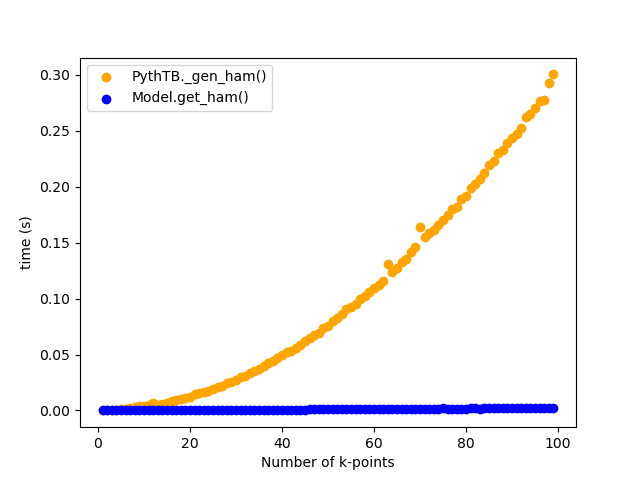 PythTB._gen_ham()
Model.get_ham()
0.30
0.25
0.20
0.15
0.10
0.05
0.00
time (s)
0 20 40 60 80 100
Number of k-points